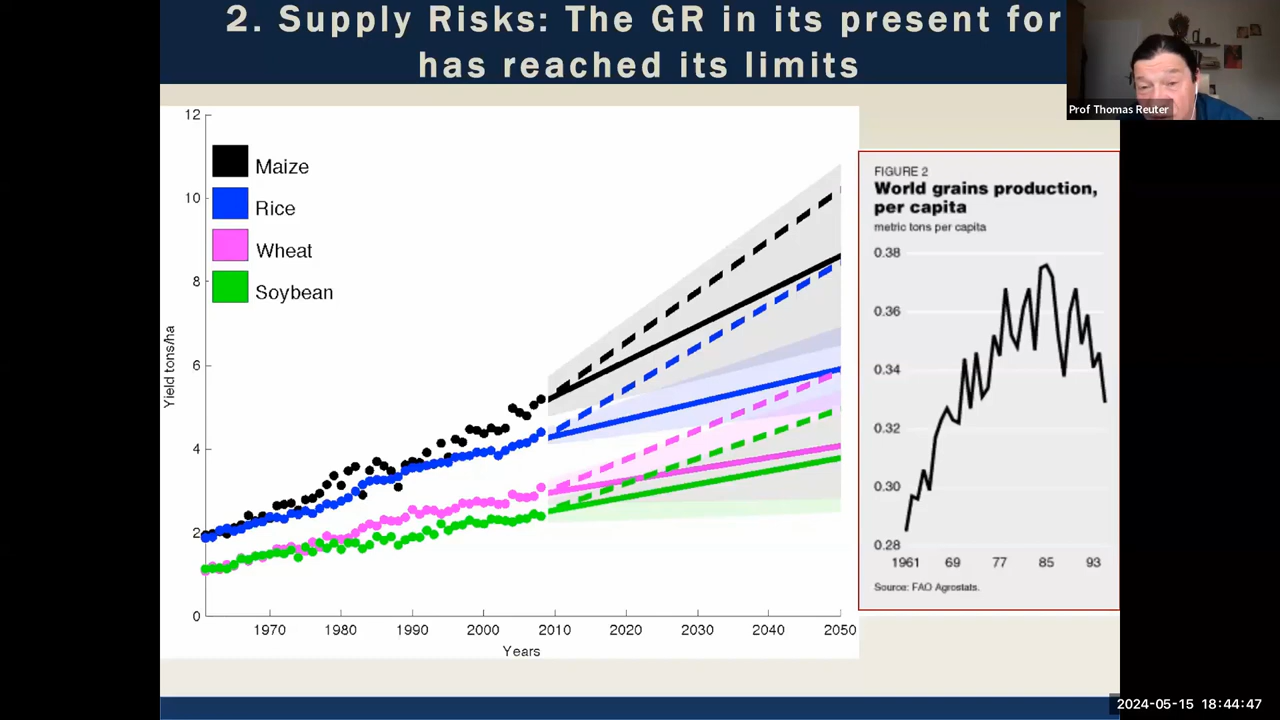 2. Supply Risks: The GR in its present for
has reached its limits
Prof Thomas Reuter
12
10
8
6
4
2
0
Yield tons/ha
Maize
Rice
Wheat
Soybean
1970 1980 1990 2000 2010 2020 2030 2040 2050
Years
FIGURE 2
World grains production,
per capita
metric tons per capita
0.38
0.36
0.34
0.32
0.30
0.28
1961 69 77 85 93
Source: FAO Agrostats.
2024-05-15 18:44:47